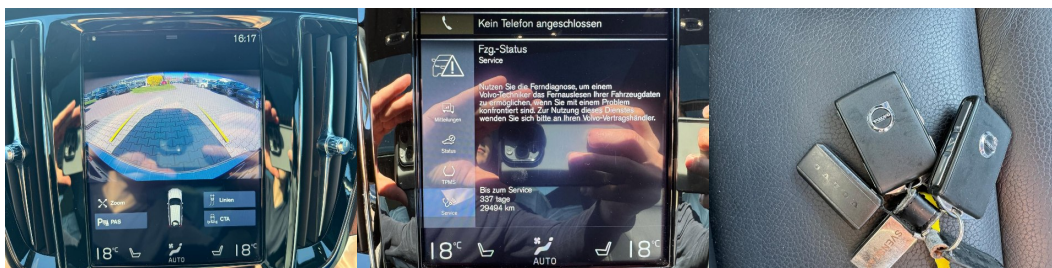 16:17
Zoom
Linien
PAS
CTA
18°C
AUTO
18°C
Kein Telefon angeschlossen
Fzg.-Status
Service
Nutzen Sie die Ferndiagnose, um einem
Volvo-Techniker das Fernauslesen Ihrer Fahrzeugdaten
zu ermöglichen, wenn Sie mit einem Problem
konfrontiert sind. Zur Nutzung dieses Dienstes
wenden Sie sich bitte an Ihren Volvo-Vertragshändler.
Mitteilungen
Status
TPMS
Service
Bis zum Service
337 tage
29494 km
18°C
AUTO
18°C
VOLVO